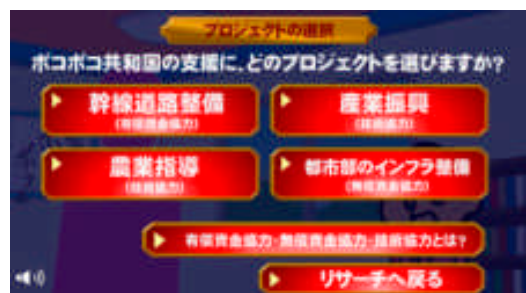 プロジェクトの選択
ポコポコ共和国の支援に、どのプロジェクトを選びますか?
幹線道路整備
(有償資金協力)
産業振興
(技術協力)
農業指導
(技術協力)
都市部のインフラ整備
(無償資金協力)
有償資金協力・無償資金協力・技術協力とは?
リサーチへ戻る